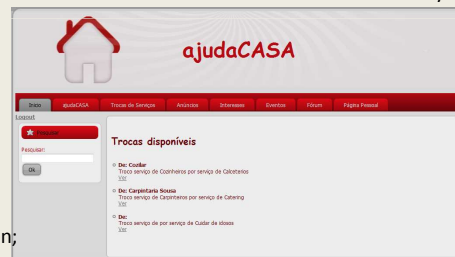 ajudaCASA
Inicio ajudaCASA Trocas de Serviços Anúncios Interesses Eventos Fórum Página Pessoal
Logout
Pesquisar
Pesquisar:
Ok
Trocas disponíveis
De: Cozilar
Troco serviço de Cozinheiros por serviço de Calceteiros
Ver
De: Carpintaria Sousa
Troco serviço de Carpinteiros por serviço de Catering
Ver
De:
Troco serviço de por serviço de Cuidar de idosos
Ver
n;